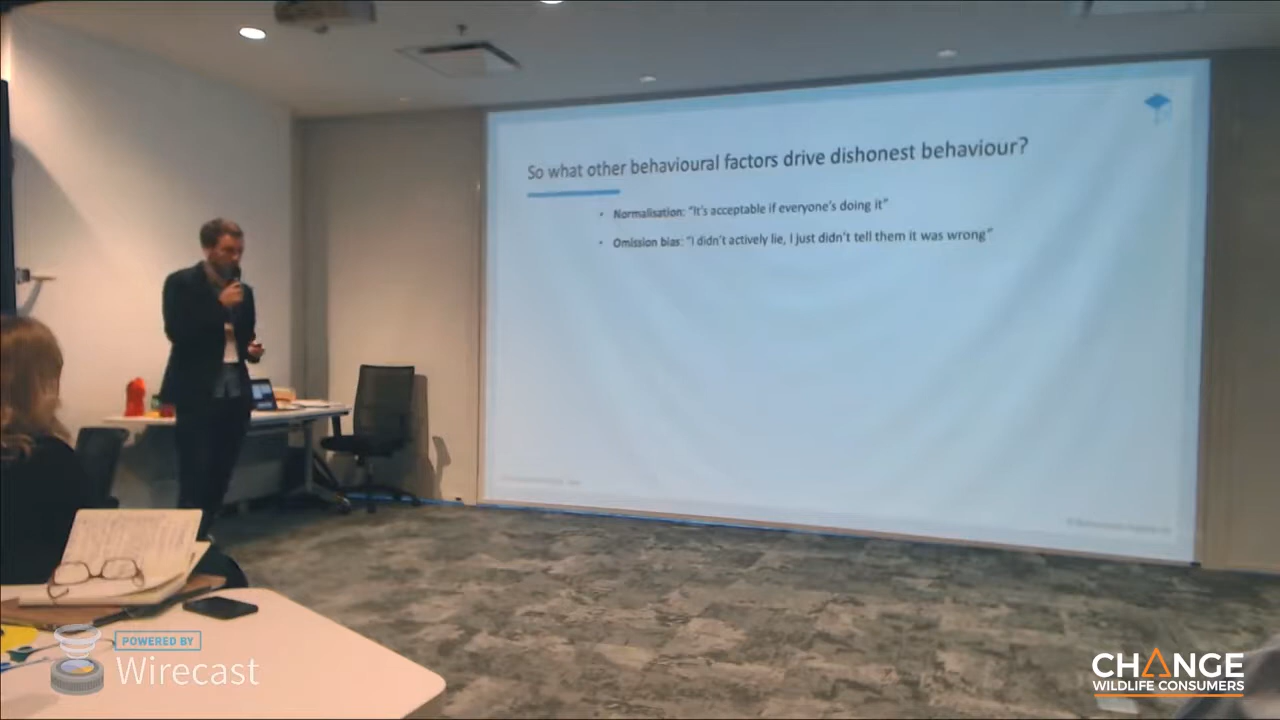 So what other behavioural factors drive dishonest behaviour?
• Normalisation: "It's acceptable if everyone's doing it"
• Omission bias: "I didn't actively lie, I just didn't tell them it was wrong"
POWERED BY
Wirecast
CHANGE
WILDLIFE CONSUMERS